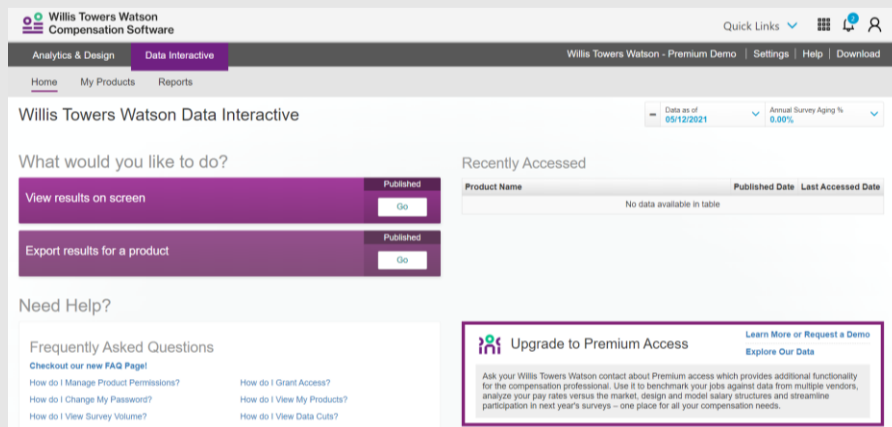 Willis Towers Watson
Compensation Software
Quick Links
2
Analytics & Design
Data Interactive
Willis Towers Watson - Premium Demo | Settings | Help | Download
Home
My Products
Reports
Willis Towers Watson Data Interactive
Data as of
05/12/2021
Annual Survey Aging %
0.00%
What would you like to do?
View results on screen
Published
Go
Export results for a product
Published
Go
Recently Accessed
Product Name
Published Date
Last Accessed Date
No data available in table
Need Help?
Frequently Asked Questions
Checkout our new FAQ Page!
How do I Manage Product Permissions?
How do I Grant Access?
How do I Change My Password?
How do I View My Products?
How do I View Survey Volume?
How do I View Data Cuts?
Upgrade to Premium Access
Learn More or Request a Demo
Explore Our Data
Ask your Willis Towers Watson contact about Premium access which provides additional functionality
for the compensation professional. Use it to benchmark your jobs against data from multiple vendors,
analyze your pay rates versus the market, design and model salary structures and streamline
participation in next year's surveys – one place for all your compensation needs.